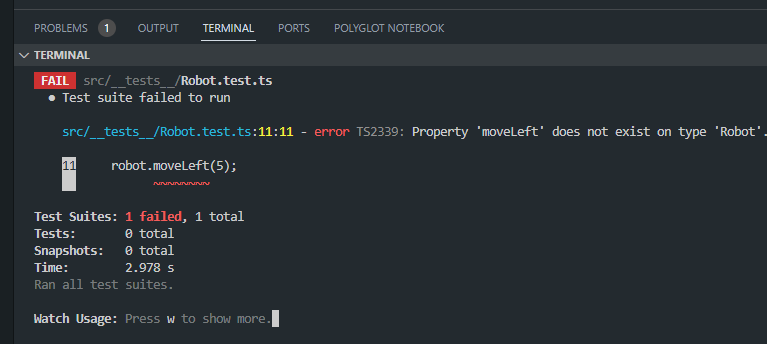 PROBLEMS 1 OUTPUT TERMINAL PORTS POLYGLOT NOTEBOOK
TERMINAL
FAIL src/__tests__/Robot.test.ts
● Test suite failed to run
src/__tests__/Robot.test.ts:11:11 - error TS2339: Property 'moveLeft' does not exist on type 'Robot'.
11 robot.moveLeft(5);
~~~~~~~~
Test Suites: 1 failed, 1 total
Tests: 0 total
Snapshots: 0 total
Time: 2.978 s
Ran all test suites.
Watch Usage: Press w to show more.